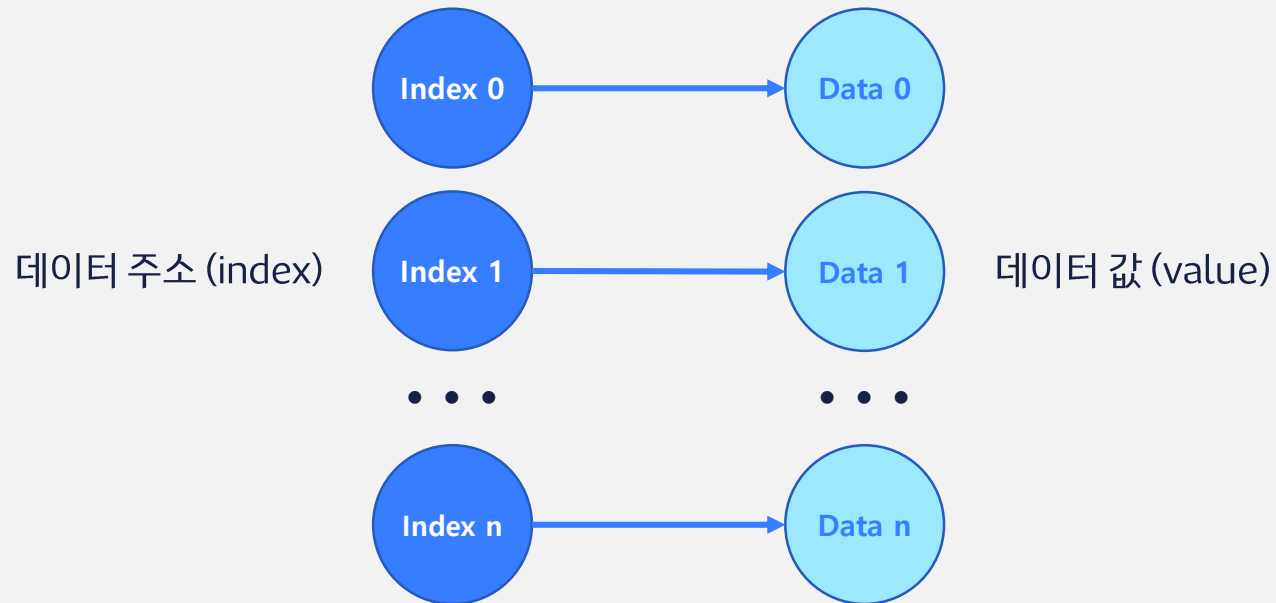 Index 0
Data 0
데이터 주소 (index)
Index 1
Data 1
데이터 값 (value)
• • •
• • •
Index n
Data n